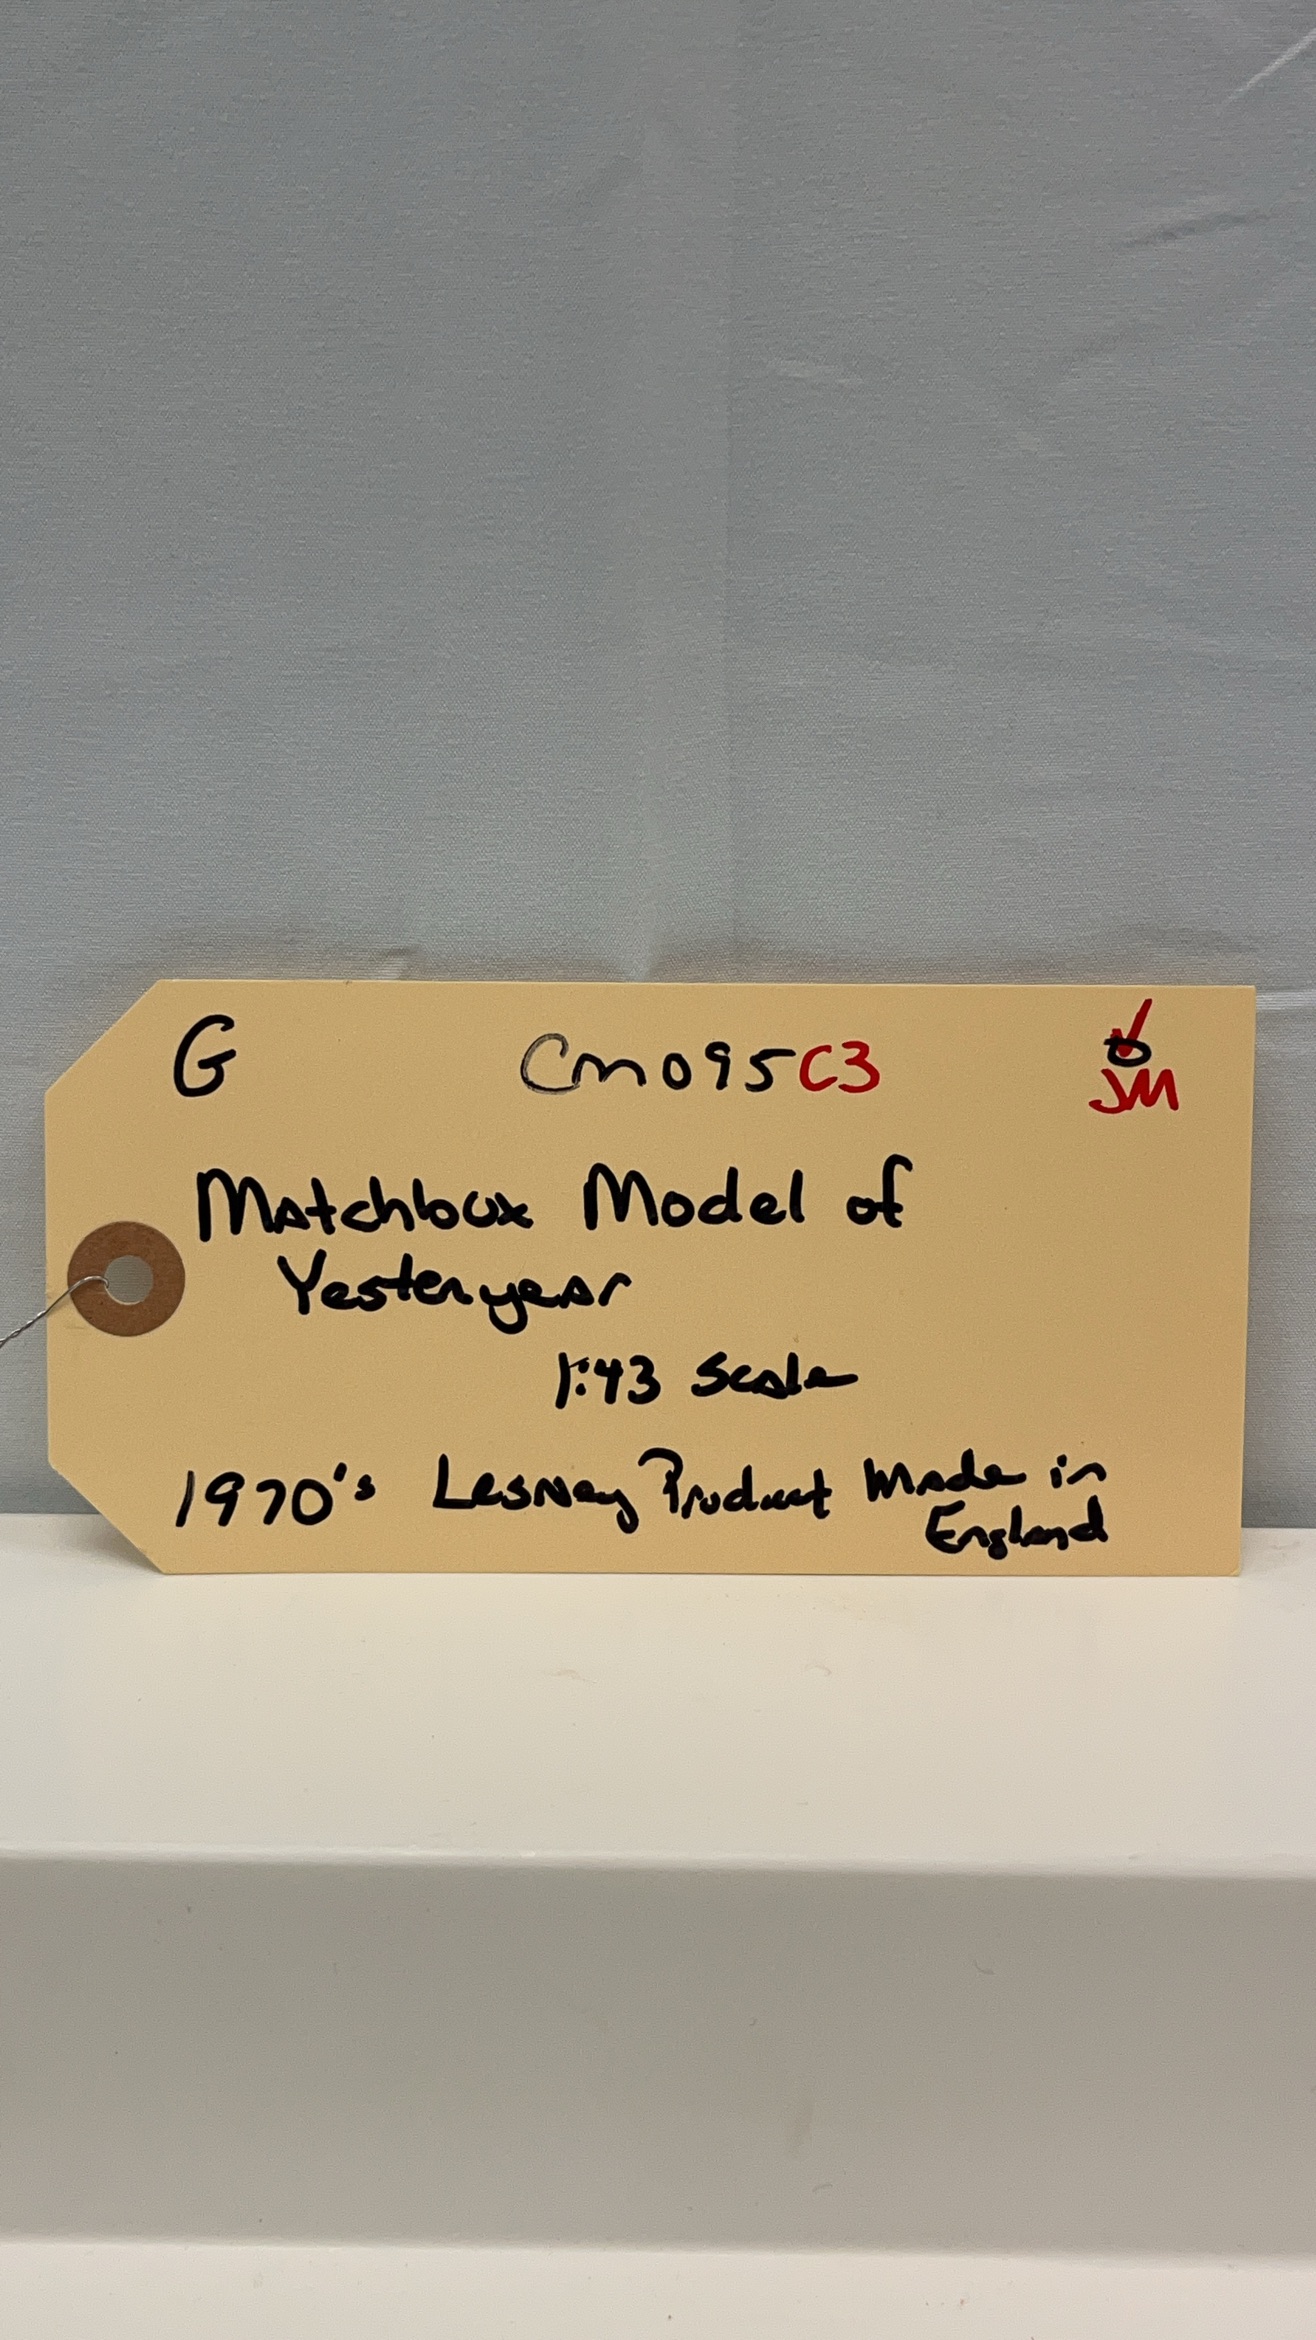 G CM095C3 JM
Matchbox Model of
Yesteryear
1:43 Scale
1970's Lesney Product Made in
England